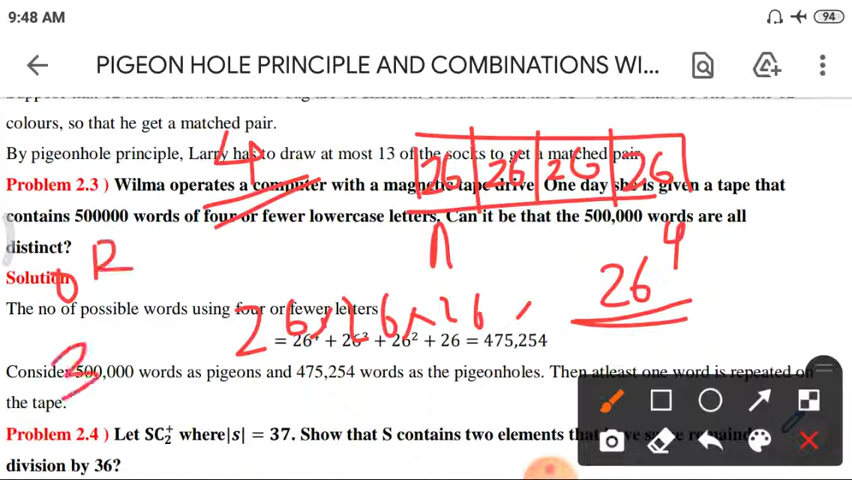 9:48 AM
94
PIGEON HOLE PRINCIPLE AND COMBINATIONS WI...
colours, so that he get a matched pair.
4
26 26 26 26
By pigeonhole principle, Larry has to draw at most 13 of the socks to get a matched pair
Problem 2.3 ) Wilma operates a computer with a magnetic tape drive. One day she is given a tape that
contains 500000 words of four or fewer lowercase letters. Can it be that the 500,000 words are all
distinct?
OR
26⁴
Solution
The no of possible words using four or fewer letters
26 × 26 × 26
= 26⁴ + 26³ + 26² + 26 = 475,254
3
Consider 500,000 words as pigeons and 475,254 words as the pigeonholes. Then atleast one word is repeated on
the tape.
Problem 2.4 ) Let SC₂⁺ where|s| = 37. Show that S contains two elements
division by 36?